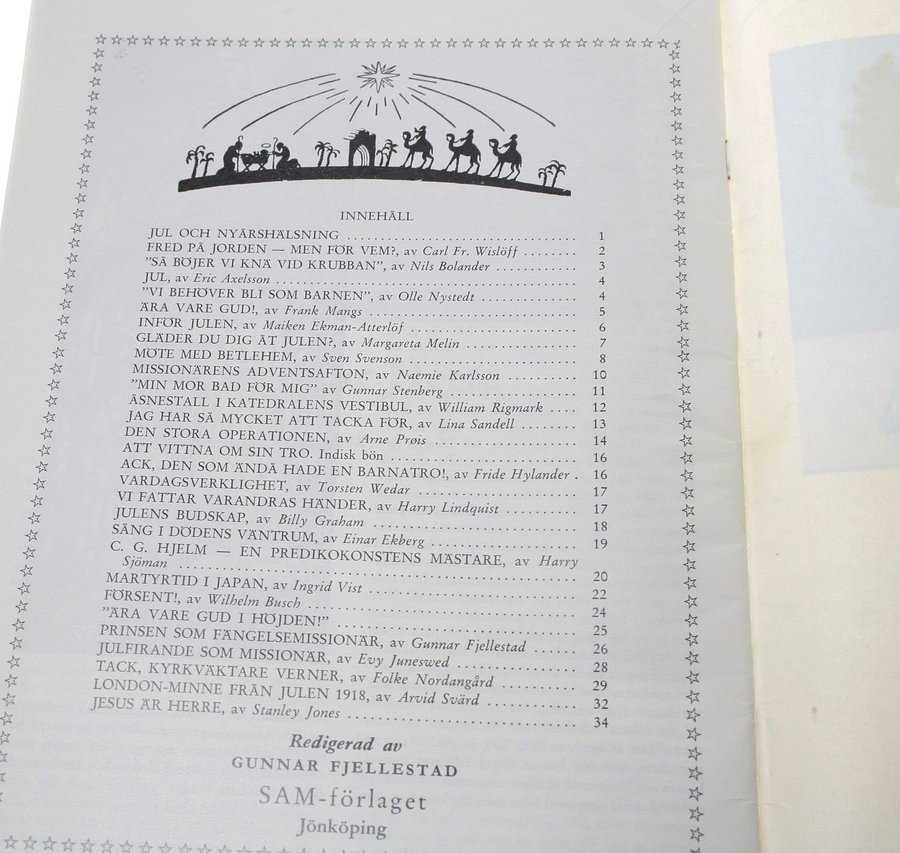 INNEHÅLL
JUL OCH NYÅRSHÄLSNING . . . . . . . . . . . . . . . . . . . . . . . . . . . . . . . . 1
FRED PÅ JORDEN — MEN FÖR VEM?, av Carl Fr. Wisløff . . . . . . . . 2
”SÅ BÖJER VI KNÄ VID KRUBBAN”, av Nils Bolander . . . . . . . . . . . . 3
JUL, av Eric Axelsson . . . . . . . . . . . . . . . . . . . . . . . . . . . . . . . . . . . . . . 4
”VI BEHÖVER BLI SOM BARNEN”, av Olle Nystedt . . . . . . . . . . . . . 4
ÄRA VARE GUD!, av Frank Mangs . . . . . . . . . . . . . . . . . . . . . . . . . . . 5
INFÖR JULEN, av Maiken Ekman-Atterlöf . . . . . . . . . . . . . . . . . . . . . . 6
GLÄDER DU DIG ÅT JULEN?, av Margareta Melin . . . . . . . . . . . . . . 7
MÖTE MED BETLEHEM, av Sven Svenson . . . . . . . . . . . . . . . . . . . . . . 8
MISSIONÄRENS ADVENTSAFTON, av Naemie Karlsson . . . . . . . . . . 10
”MIN MOR BAD FÖR MIG” av Gunnar Stenberg . . . . . . . . . . . . . . . . . 11
ÅSNESTALL I KATEDRALENS VESTIBUL, av William Rigmark . . . . 12
JAG HAR SÅ MYCKET ATT TACKA FÖR, av Lina Sandell . . . . . . . . 13
DEN STORA OPERATIONEN, av Arne Prøis . . . . . . . . . . . . . . . . . . . 14
ATT VITTNA OM SIN TRO. Indisk bön . . . . . . . . . . . . . . . . . . . . . . . . 16
ACK, DEN SOM ÄNDÅ HADE EN BARNATRO!, av Fride Hylander . 16
VARDAGSVERKLIGHET, av Torsten Wedar . . . . . . . . . . . . . . . . . . . . . 17
VI FATTAR VARANDRAS HÄNDER, av Harry Lindquist . . . . . . . . . . 17
JULENS BUDSKAP, av Billy Graham . . . . . . . . . . . . . . . . . . . . . . . . . . 18
SÅNG I DÖDENS VÄNTRUM, av Einar Ekberg . . . . . . . . . . . . . . . . . . 19
C. G. HJELM — EN PREDIKOKONSTENS MÄSTARE, av Harry
Sjöman . . . . . . . . . . . . . . . . . . . . . . . . . . . . . . . . . . . . . . . . . . . . . . . . 20
MARTYRTID I JAPAN, av Ingrid Vist . . . . . . . . . . . . . . . . . . . . . . . . . 22
FÖRSENT!, av Wilhelm Busch . . . . . . . . . . . . . . . . . . . . . . . . . . . . . . . 24
”ÄRA VARE GUD I HÖJDEN!” . . . . . . . . . . . . . . . . . . . . . . . . . . . . . 25
PRINSEN SOM FÄNGELSEMISSIONÄR, av Gunnar Fjellestad . . . . . . 26
JULFIRANDE SOM MISSIONÄR, av Evy Juneswed . . . . . . . . . . . . . . . 28
TACK, KYRKVÄKTARE VERNER, av Folke Nordangård . . . . . . . . . . 29
LONDON-MINNE FRÅN JULEN 1918, av Arvid Svärd . . . . . . . . . . . . 32
JESUS ÄR HERRE, av Stanley Jones . . . . . . . . . . . . . . . . . . . . . . . . . . . 34
Redigerad av
GUNNAR FJELLESTAD
SAM-förlaget
Jönköping